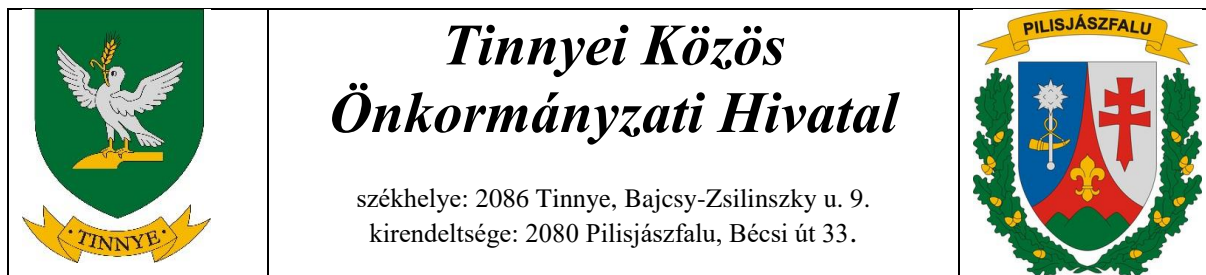 Tinnyei Közös
Önkormányzati Hivatal
székhelye: 2086 Tinnye, Bajcsy-Zsilinszky u. 9.
kirendeltsége: 2080 Pilisjászfalu, Bécsi út 33.
· TINNYE ·
PILISJÁSZFALU